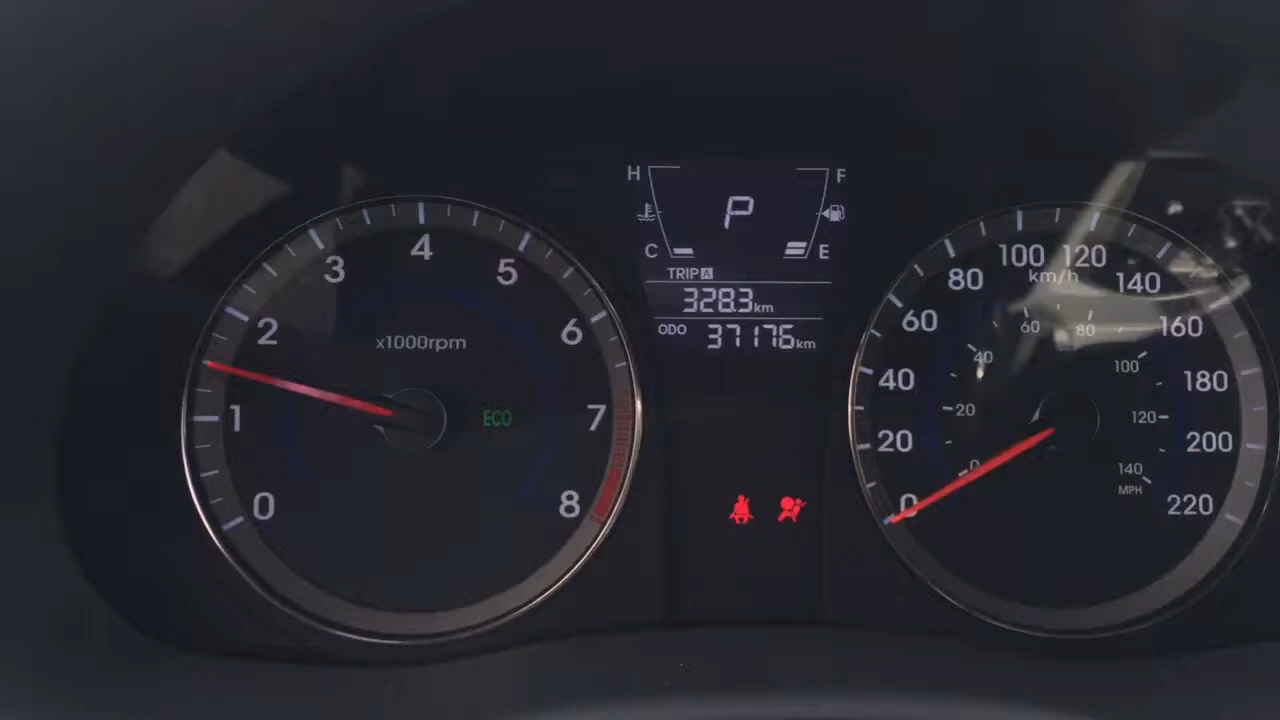 H F
P
C E
TRIP A
328.3 km
ODO 37176 km
0 1 2 3 4 5 6 7 8
x1000rpm
ECO
0 20 40 60 80 100 120 140 160 180 200 220
km/h
0 20 40 60 80 100 120 140
MPH